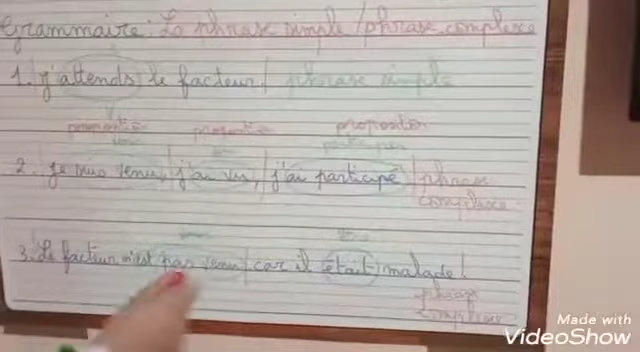 Grammaire: La phrase simple / phrase complexe
1. j'attends le facteur | phrase simple
proposition proposition proposition
2. je suis venu, | j'ai vu, | j'ai participé | phrase
complexe
3. Le facteur n'est pas venu | car il était malade |
phrase
complexe
Made with
VideoShow